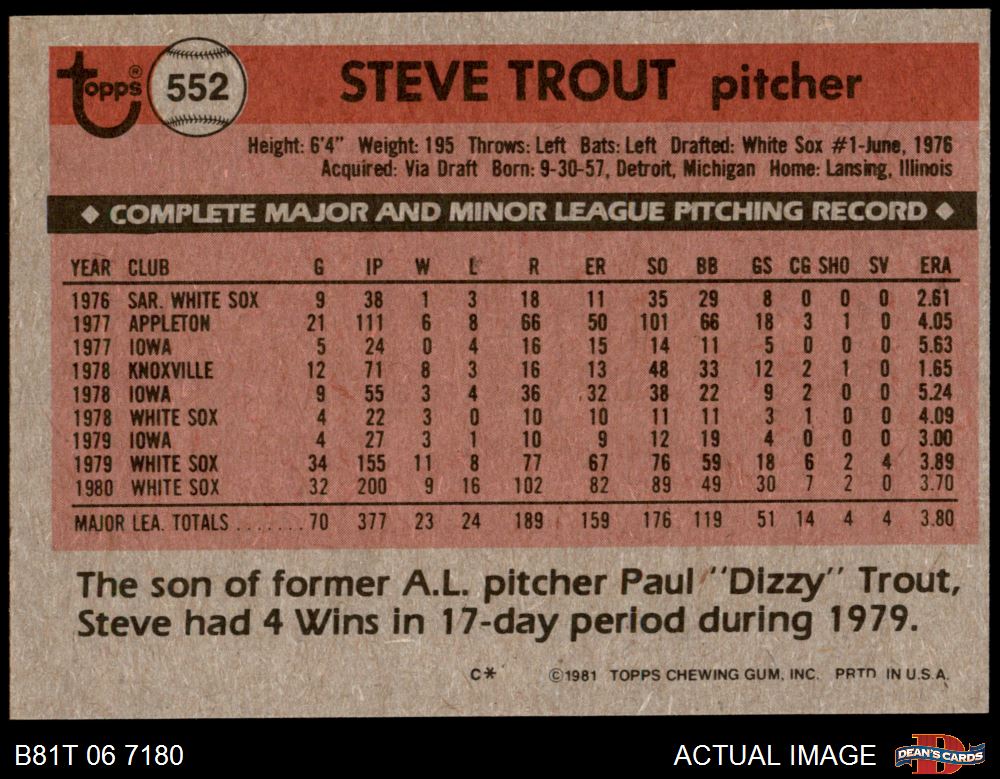 topps® 552 STEVE TROUT pitcher
Height: 6'4" Weight: 195 Throws: Left Bats: Left Drafted: White Sox #1-June, 1976
Acquired: Via Draft Born: 9-30-57, Detroit, Michigan Home: Lansing, Illinois
◆ COMPLETE MAJOR AND MINOR LEAGUE PITCHING RECORD ◆
YEAR CLUB G IP W L R ER SO BB GS CG SHO SV ERA
1976 SAR. WHITE SOX 9 38 1 3 18 11 35 29 8 0 0 0 2.61
1977 APPLETON 21 111 6 8 66 50 101 66 18 3 1 0 4.05
1977 IOWA 5 24 0 4 16 15 14 11 5 0 0 0 5.63
1978 KNOXVILLE 12 71 8 3 16 13 48 33 12 2 1 0 1.65
1978 IOWA 9 55 3 4 36 32 38 22 9 2 0 0 5.24
1978 WHITE SOX 4 22 3 0 10 10 11 11 3 1 0 0 4.09
1979 IOWA 4 27 3 1 10 9 12 19 4 0 0 0 3.00
1979 WHITE SOX 34 155 11 8 77 67 76 59 18 6 2 4 3.89
1980 WHITE SOX 32 200 9 16 102 82 89 49 30 7 2 0 3.70
MAJOR LEA. TOTALS ....... 70 377 23 24 189 159 176 119 51 14 4 4 3.80
The son of former A.L. pitcher Paul "Dizzy" Trout,
Steve had 4 Wins in 17-day period during 1979.
C* ©1981 TOPPS CHEWING GUM, INC. PRTD IN U.S.A.
B81T 06 7180 ACTUAL IMAGE DEAN'S CARDS